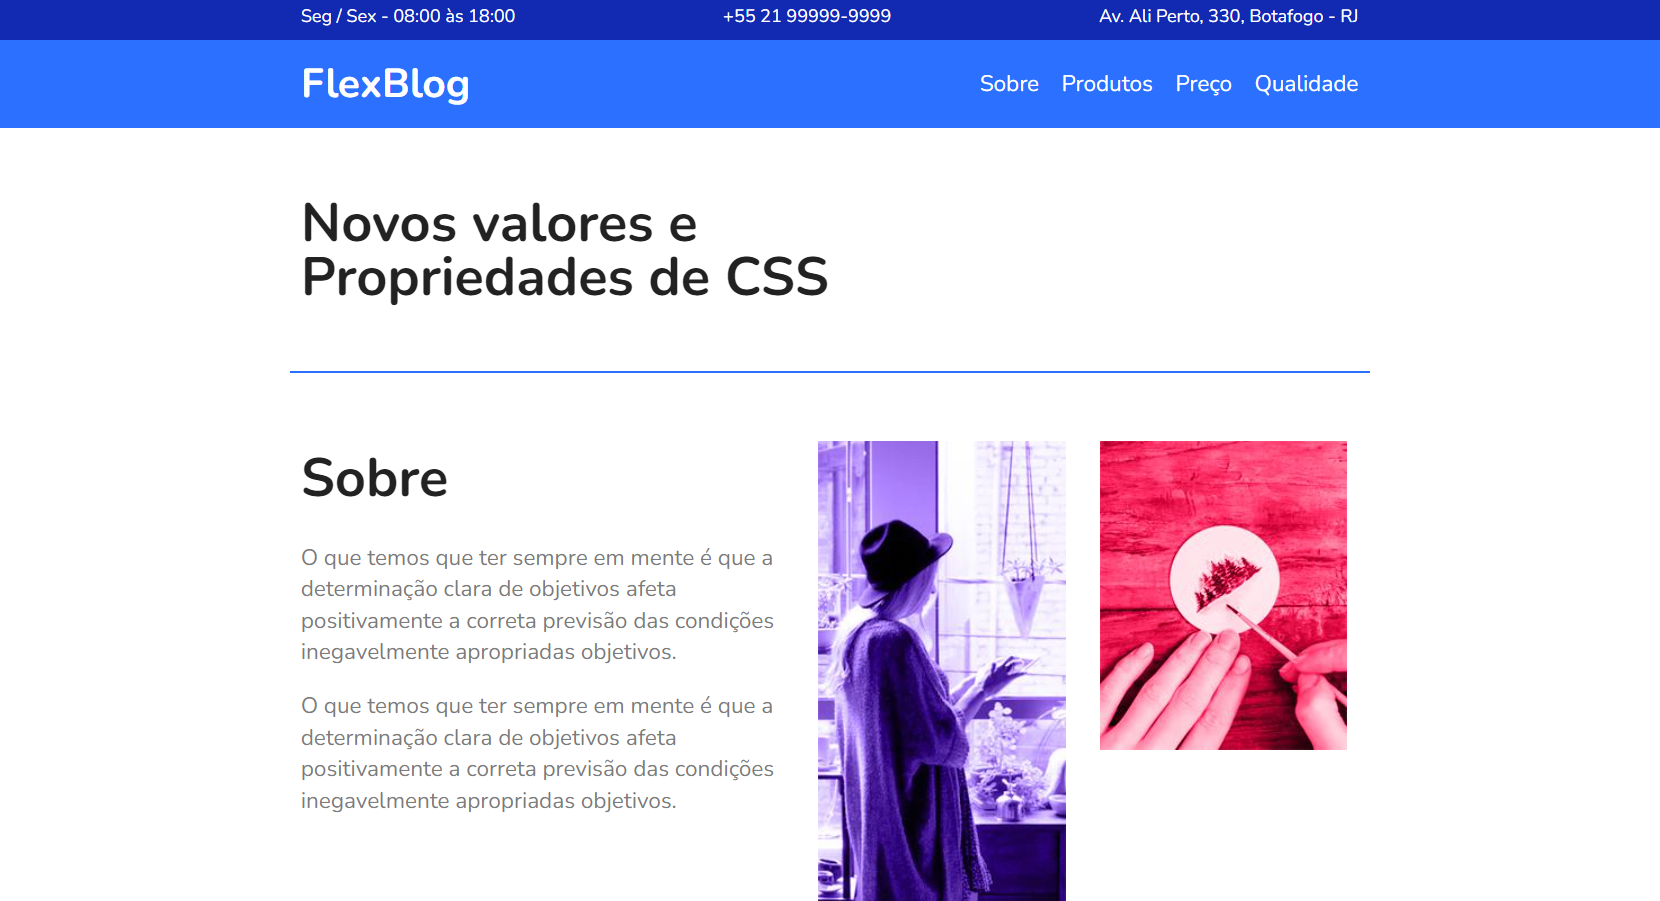 Seg / Sex - 08:00 às 18:00
+55 21 99999-9999
Av. Ali Perto, 330, Botafogo - RJ
FlexBlog
Sobre Produtos Preço Qualidade
Novos valores e
Propriedades de CSS
Sobre
O que temos que ter sempre em mente é que a
determinação clara de objetivos afeta
positivamente a correta previsão das condições
inegavelmente apropriadas objetivos.
O que temos que ter sempre em mente é que a
determinação clara de objetivos afeta
positivamente a correta previsão das condições
inegavelmente apropriadas objetivos.